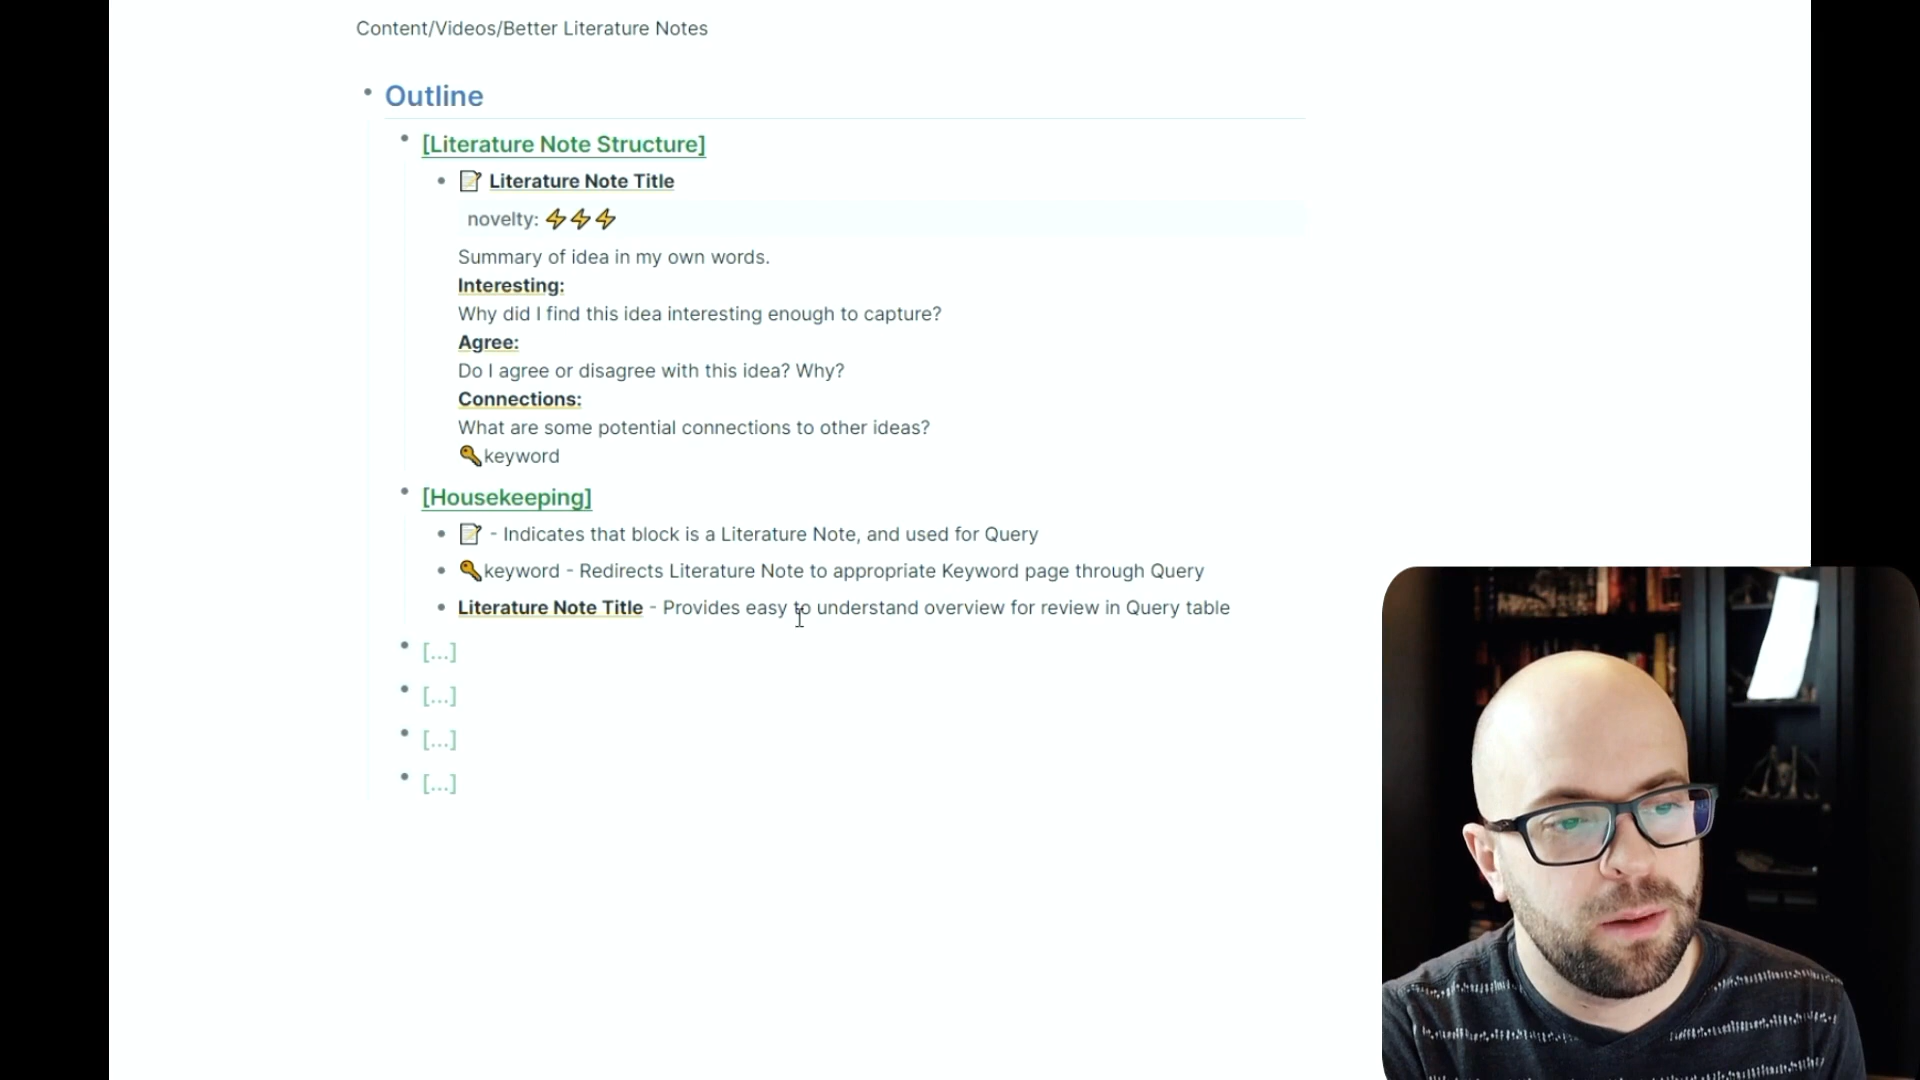 Content/Videos/Better Literature Notes
Outline
[Literature Note Structure]
📝 Literature Note Title
novelty: ⚡⚡⚡
Summary of idea in my own words.
Interesting:
Why did I find this idea interesting enough to capture?
Agree:
Do I agree or disagree with this idea? Why?
Connections:
What are some potential connections to other ideas?
🔑keyword
[Housekeeping]
📝 - Indicates that block is a Literature Note, and used for Query
🔑keyword - Redirects Literature Note to appropriate Keyword page through Query
Literature Note Title - Provides easy to understand overview for review in Query table
[...]
[...]
[...]
[...]